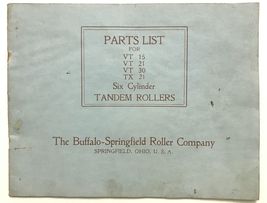 PARTS LIST
FOR
VT 15
VT 21
VT 30
TX 21
Six Cylinder
TANDEM ROLLERS
The Buffalo-Springfield Roller Company
SPRINGFIELD, OHIO, U. S. A.